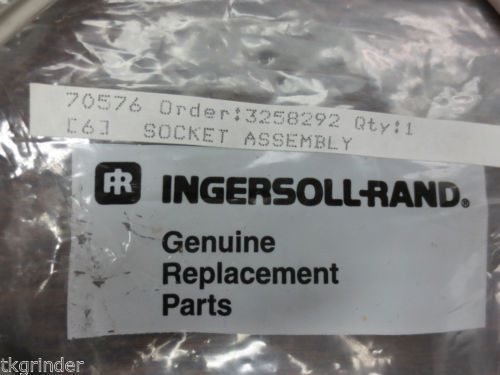 70576 Order:3258292 Qty:1
[6] SOCKET ASSEMBLY
IR INGERSOLL-RAND®
Genuine
Replacement
Parts
tkgrinder